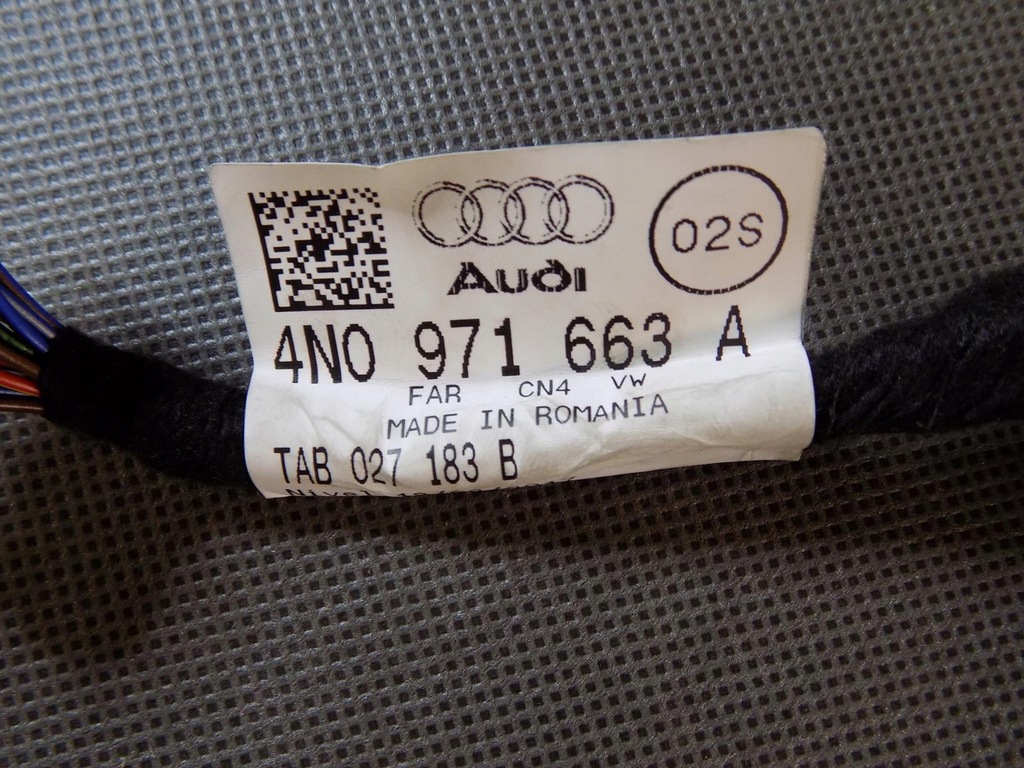 Audi
02S
4N0 971 663 A
FAR CN4 VW
MADE IN ROMANIA
TAB 027 183 B